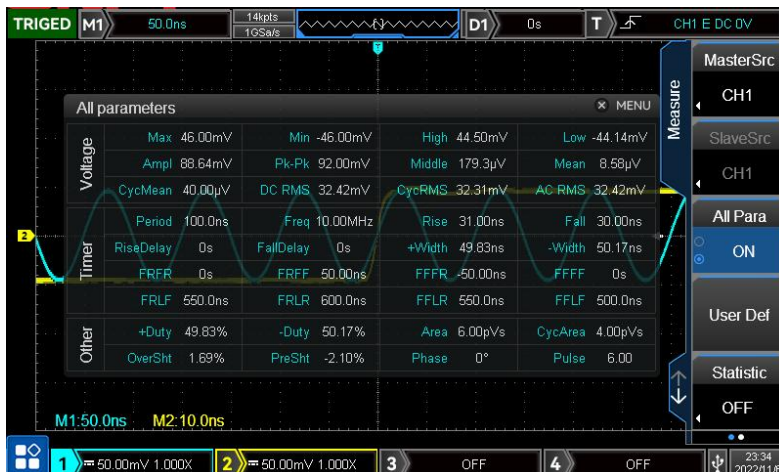 TRIGED M1 50.0ns 14kpts 1GSa/s D1 0s T CH1 E DC 0V
MasterSrc
CH1
SlaveSrc
CH1
All Para
ON
User Def
Statistic
OFF
Measure
All parameters MENU
Voltage
Max 46.00mV Min -46.00mV High 44.50mV Low -44.14mV
Ampl 88.64mV Pk-Pk 92.00mV Middle 179.3µV Mean 8.58µV
CycMean 40.00µV DC RMS 32.42mV CycRMS 32.31mV AC RMS 32.42mV
Timer
Period 100.0ns Freq 10.00MHz Rise 31.00ns Fall 30.00ns
RiseDelay 0s FallDelay 0s +Width 49.83ns -Width 50.17ns
FRFR 0s FRFF 50.00ns FFFR -50.00ns FFFF 0s
FRLF 550.0ns FRLR 600.0ns FFLR 550.0ns FFLF 500.0ns
Other
+Duty 49.83% -Duty 50.17% Area 6.00pVs CycArea 4.00pVs
OverSht 1.69% PreSht -2.10% Phase 0° Pulse 6.00
T
2
M1:50.0ns M2:10.0ns
1 50.00mV 1.000X 2 50.00mV 1.000X 3 OFF 4 OFF
23:34